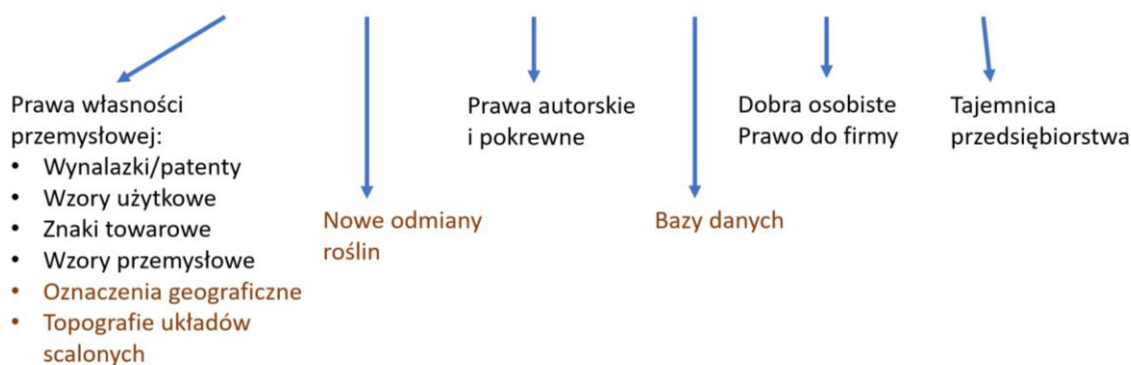 Prawa własności
przemysłowej:
• Wynalazki/patenty
• Wzory użytkowe
• Znaki towarowe
• Wzory przemysłowe
• Oznaczenia geograficzne
• Topografie układów
scalonych
Nowe odmiany
roślin
Prawa autorskie
i pokrewne
Bazy danych
Dobra osobiste
Prawo do firmy
Tajemnica
przedsiębiorstwa